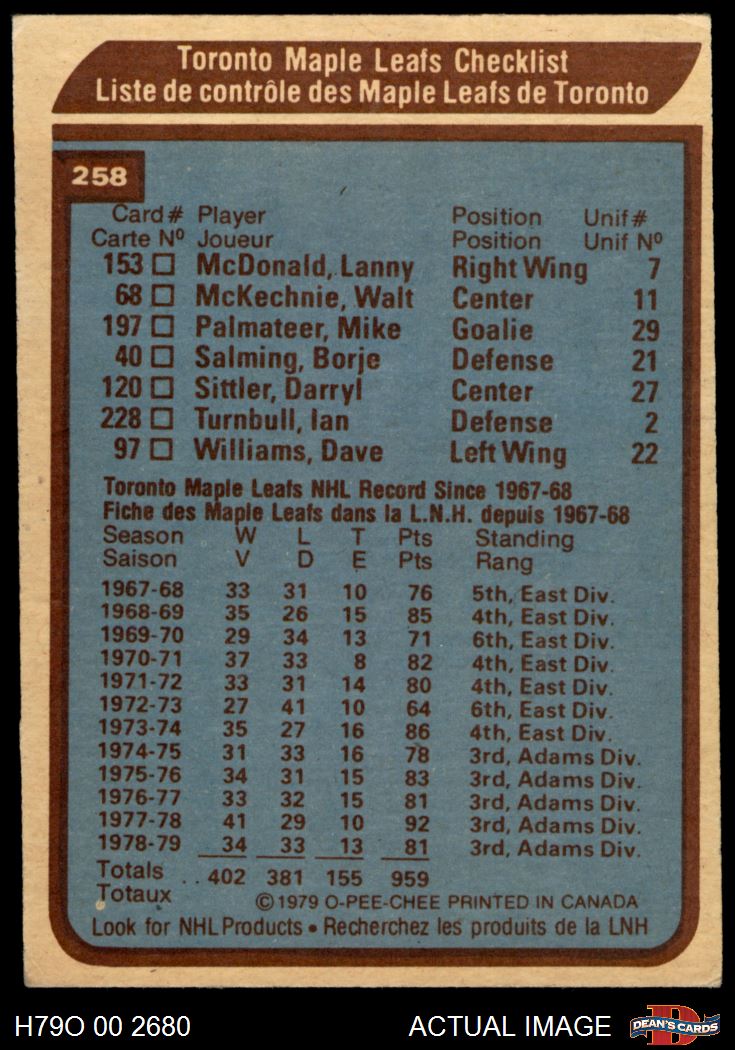 Toronto Maple Leafs Checklist
Liste de contrôle des Maple Leafs de Toronto
258
Card # Player Position Unif #
Carte Nº Joueur Position Unif Nº
153 □ McDonald, Lanny Right Wing 7
68 □ McKechnie, Walt Center 11
197 □ Palmateer, Mike Goalie 29
40 □ Salming, Borje Defense 21
120 □ Sittler, Darryl Center 27
228 □ Turnbull, Ian Defense 2
97 □ Williams, Dave Left Wing 22
Toronto Maple Leafs NHL Record Since 1967-68
Fiche des Maple Leafs dans la L.N.H. depuis 1967-68
Season W L T Pts Standing
Saison V D E Pts Rang
1967-68 33 31 10 76 5th, East Div.
1968-69 35 26 15 85 4th, East Div.
1969-70 29 34 13 71 6th, East Div.
1970-71 37 33 8 82 4th, East Div.
1971-72 33 31 14 80 4th, East Div.
1972-73 27 41 10 64 6th, East Div.
1973-74 35 27 16 86 4th, East Div.
1974-75 31 33 16 78 3rd, Adams Div.
1975-76 34 31 15 83 3rd, Adams Div.
1976-77 33 32 15 81 3rd, Adams Div.
1977-78 41 29 10 92 3rd, Adams Div.
1978-79 34 33 13 81 3rd, Adams Div.
Totals
Totaux .. 402 381 155 959
©1979 O-PEE-CHEE PRINTED IN CANADA
Look for NHL Products • Recherchez les produits de la LNH
H79O 00 2680 ACTUAL IMAGE D DEAN'S CARDS